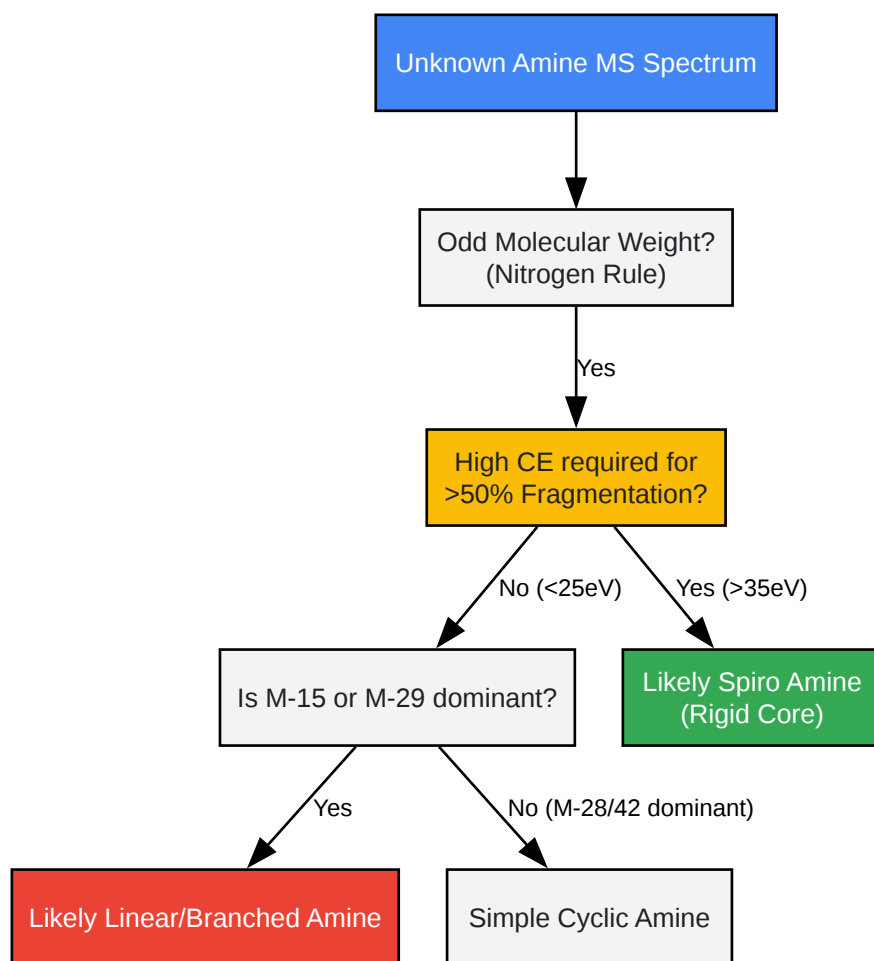 Unknown Amine MS Spectrum
Odd Molecular Weight?
(Nitrogen Rule)
Yes
High CE required for
>50% Fragmentation?
No (<25eV)
Yes (>35eV)
Is M-15 or M-29 dominant?
Likely Spiro Amine
(Rigid Core)
Yes
No (M-28/42 dominant)
Likely Linear/Branched Amine
Simple Cyclic Amine